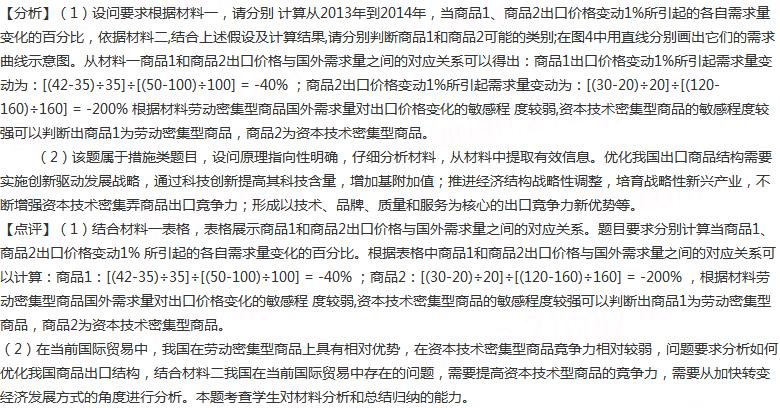 【分析】（1）设问要求根据材料一，请分别 计算从2013年到2014年，当商品1、商品2出口价格变动1%所引起的各自需求量
变化的百分比，依据材料二,结合上述假设及计算结果,请分别判断商品1和商品2可能的类别;在图4中用直线分别画出它们的需求
曲线示意图。从材料一商品1和商品2出口价格与国外需求量之间的对应关系可以得出：商品1出口价格变动1%所引起需求量变
动为：[(42-35)÷35]÷[(50-100)÷100] = -40% ；商品2出口价格变动1%所引起需求量变动为：[(30-20)÷20]÷[(120-
160)÷160] = -200% 根据材料劳动密集型商品国外需求量对出口价格变化的敏感程 度较弱,资本技术密集型商品的敏感程度较
强可以判断出商品1为劳动密集型商品，商品2为资本技术密集型商品。
（2）该题属于措施类题目，设问原理指向性明确，仔细分析材料，从材料中提取有效信息。优化我国出口商品结构需要
实施创新驱动发展战略，通过科技创新提高其科技含量，增加基附加值；推进经济结构战略性调整，培育战略性新兴产业，不
断增强资本技术密集弄商品出口竞争力；形成以技术、品牌、质量和服务为核心的出口竞争力新优势等。
【点评】（1）结合材料一表格，表格展示商品1和商品2出口价格与国外需求量之间的对应关系。题目要求分别计算当商品1、
商品2出口价格变动1% 所引起的各自需求量变化的百分比。根据表格中商品1和商品2出口价格与国外需求量之间的对应关系可
以计算：商品1：[(42-35)÷35]÷[(50-100)÷100] = -40% ；商品2：[(30-20)÷20]÷[(120-160)÷160] = -200% ，根据材料劳
动密集型商品国外需求量对出口价格变化的敏感程 度较弱,资本技术密集型商品的敏感程度较强可以判断出商品1为劳动密集型商
品，商品2为资本技术密集型商品。
（2）在当前国际贸易中，我国在劳动密集型商品上具有相对优势，在资本技术密集型商品竞争力相对较弱，问题要求分析如何
优化我国商品出口结构，结合材料二我国在当前国际贸易中存在的问题，需要提高资本技术型商品的竞争力，需要从加快转变
经济发展方式的角度进行分析。本题考查学生对材料分析和总结归纳的能力。